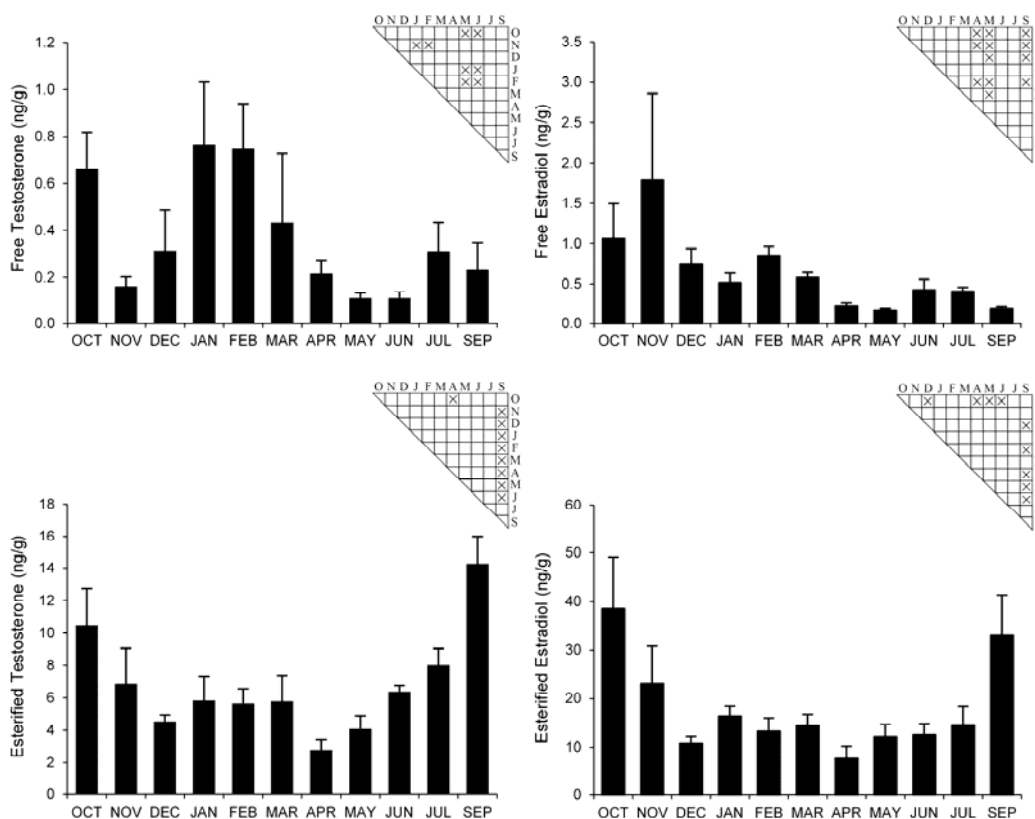 O N D J F M A M J J S
O
N
D
J
F
M
A
M
J
J
S
× ×
× ×
× ×
× ×
Free Testosterone (ng/g)
1.2
1.0
0.8
0.6
0.4
0.2
0.0
OCT NOV DEC JAN FEB MAR APR MAY JUN JUL SEP
O N D J F M A M J J S
× × ×
× × ×
× ×
× × ×
×
Free Estradiol (ng/g)
3.5
3.0
2.5
2.0
1.5
1.0
0.5
0.0
OCT NOV DEC JAN FEB MAR APR MAY JUN JUL SEP
O N D J F M A M J J S
O
N
D
J
F
M
A
M
J
J
S
×
×
×
×
×
×
×
×
×
Esterified Testosterone (ng/g)
18
16
14
12
10
8
6
4
2
0
OCT NOV DEC JAN FEB MAR APR MAY JUN JUL SEP
O N D J F M A M J J S
× × × ×
×
×
×
×
×
Esterified Estradiol (ng/g)
60
50
40
30
20
10
0
OCT NOV DEC JAN FEB MAR APR MAY JUN JUL SEP